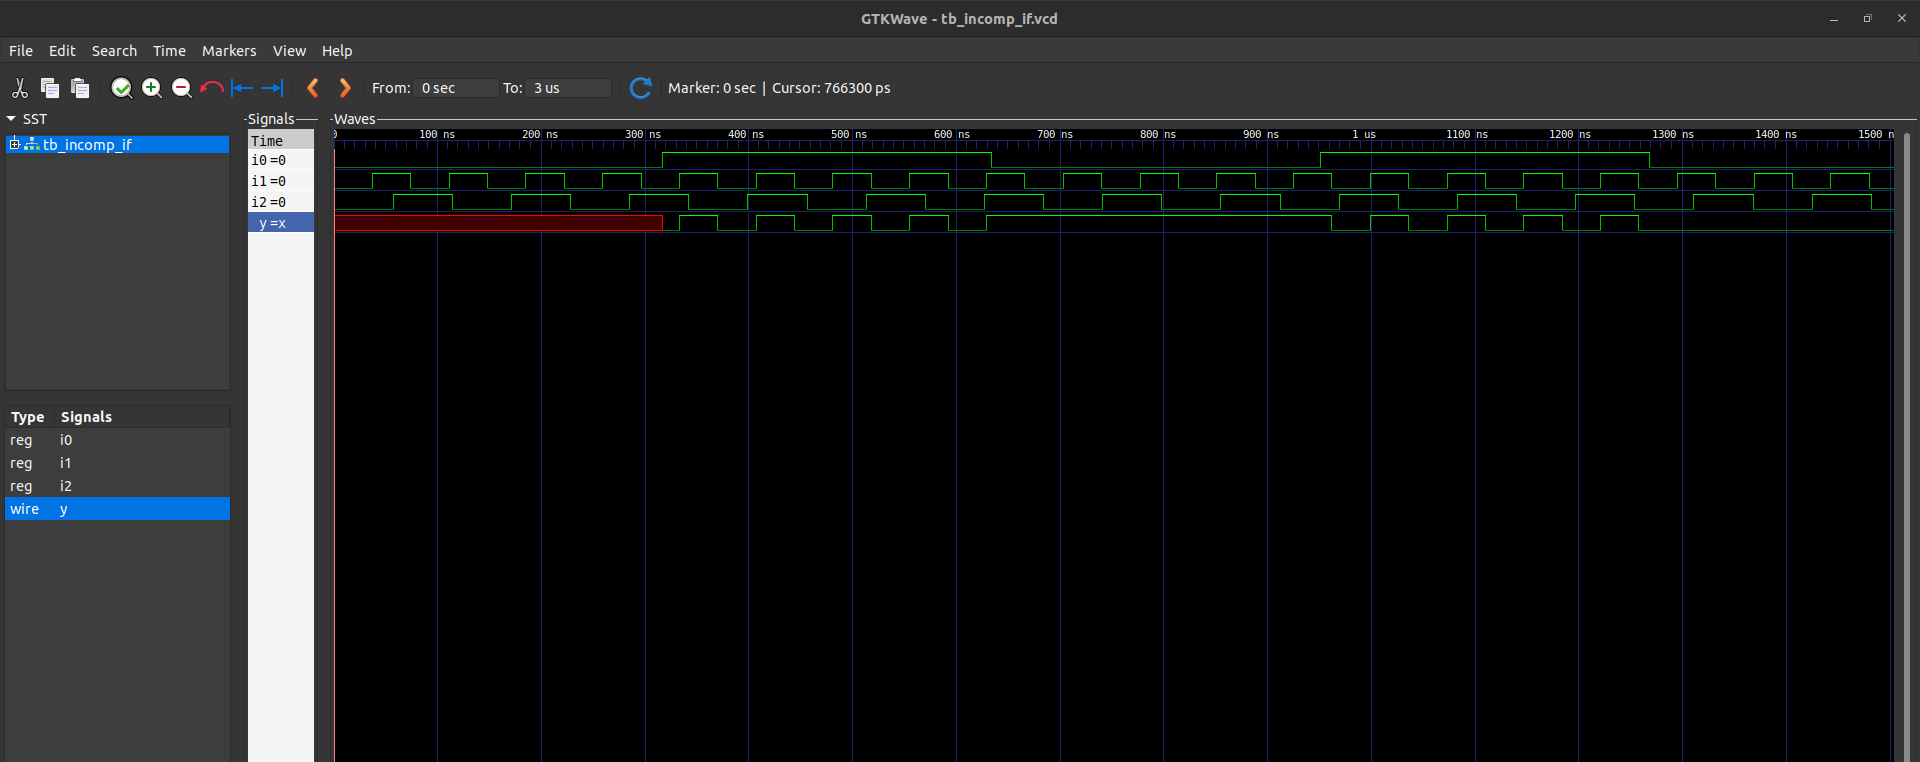 GTKWave - tb_incomp_if.vcd
File Edit Search Time Markers View Help
From: 0 sec To: 3 us Marker: 0 sec | Cursor: 766300 ps
SST
tb_incomp_if
Type Signals
reg i0
reg i1
reg i2
wire y
Signals
Time
i0 =0
i1 =0
i2 =0
y =x
Waves
0 100 ns 200 ns 300 ns 400 ns 500 ns 600 ns 700 ns 800 ns 900 ns 1 us 1100 ns 1200 ns 1300 ns 1400 ns 1500 n